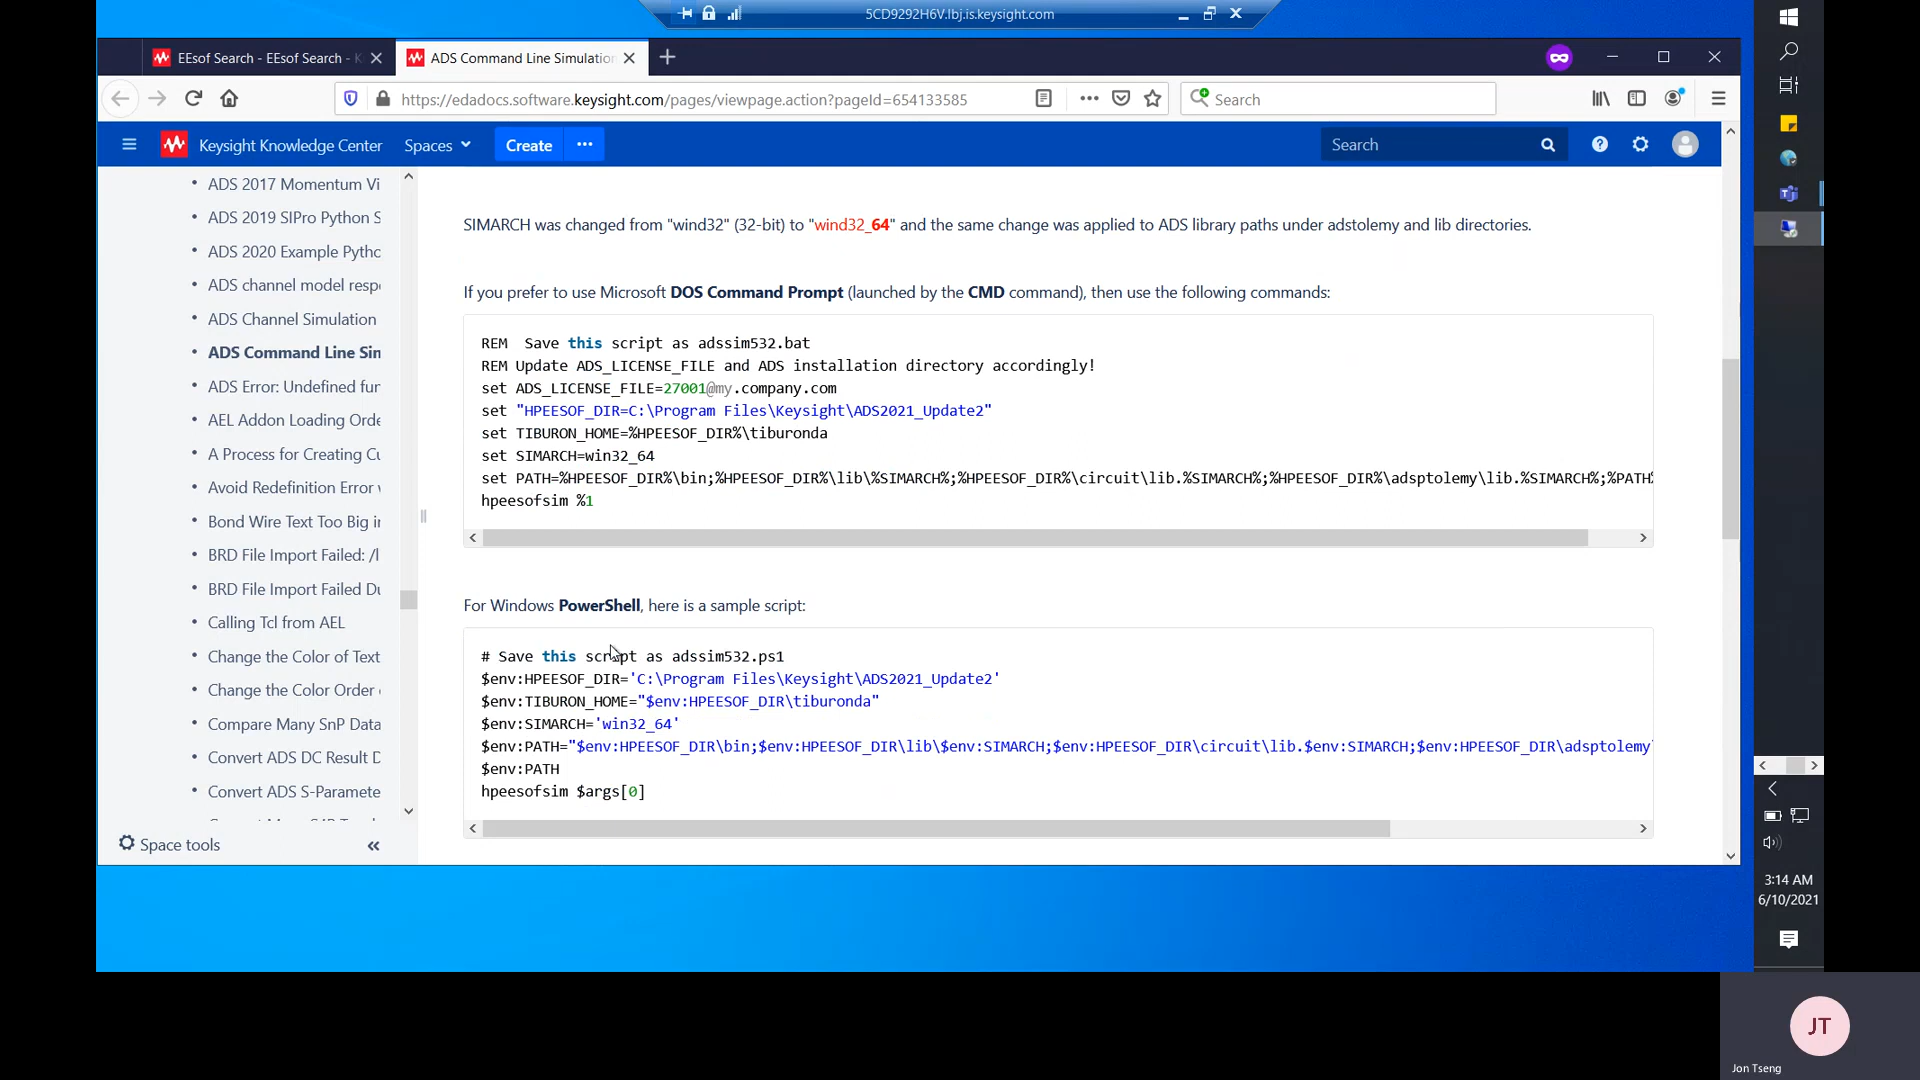 5CD9292H6V.lbj.is.keysight.com
EEsof Search - EEsof Search - K
ADS Command Line Simulation
https://edadocs.software.keysight.com/pages/viewpage.action?pageId=654133585
Search
Keysight Knowledge Center
Spaces
Create
Search
ADS 2017 Momentum Vi
ADS 2019 SIPro Python S
ADS 2020 Example Pytho
ADS channel model respo
ADS Channel Simulation
ADS Command Line Sim
ADS Error: Undefined fun
AEL Addon Loading Orde
A Process for Creating Cu
Avoid Redefinition Error w
Bond Wire Text Too Big in
BRD File Import Failed: /l
BRD File Import Failed Du
Calling Tcl from AEL
Change the Color of Text
Change the Color Order o
Compare Many SnP Data
Convert ADS DC Result D
Convert ADS S-Paramete
Space tools
SIMARCH was changed from "wind32" (32-bit) to "wind32_64" and the same change was applied to ADS library paths under adstolemy and lib directories.
If you prefer to use Microsoft DOS Command Prompt (launched by the CMD command), then use the following commands:
REM  Save this script as adssim532.bat
REM Update ADS_LICENSE_FILE and ADS installation directory accordingly!
set ADS_LICENSE_FILE=27001@my.company.com
set "HPEESOF_DIR=C:\Program Files\Keysight\ADS2021_Update2"
set TIBURON_HOME=%HPEESOF_DIR%\tiburonda
set SIMARCH=win32_64
set PATH=%HPEESOF_DIR%\bin;%HPEESOF_DIR%\lib\%SIMARCH%;%HPEESOF_DIR%\circuit\lib.%SIMARCH%;%HPEESOF_DIR%\adsptolemy\lib.%SIMARCH%;%PATH%
hpeesofsim %1
For Windows PowerShell, here is a sample script:
# Save this script as adssim532.ps1
$env:HPEESOF_DIR='C:\Program Files\Keysight\ADS2021_Update2'
$env:TIBURON_HOME="$env:HPEESOF_DIR\tiburonda"
$env:SIMARCH='win32_64'
$env:PATH="$env:HPEESOF_DIR\bin;$env:HPEESOF_DIR\lib\$env:SIMARCH;$env:HPEESOF_DIR\circuit\lib.$env:SIMARCH;$env:HPEESOF_DIR\adsptolemy\
$env:PATH
hpeesofsim $args[0]
3:14 AM
6/10/2021
JT
Jon Tseng